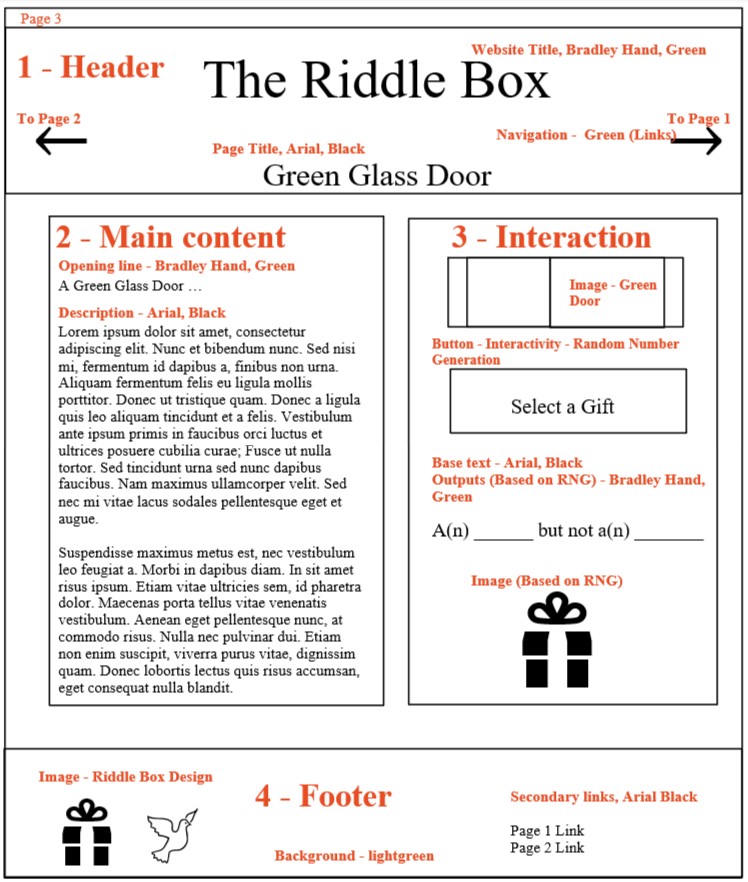 Page 3
Website Title, Bradley Hand, Green
1 - Header
The Riddle Box
To Page 2
To Page 1
Navigation - Green (Links)
Page Title, Arial, Black
Green Glass Door
2 - Main content
Opening line - Bradley Hand, Green
A Green Glass Door …
Description - Arial, Black
Lorem ipsum dolor sit amet, consectetur
adipiscing elit. Nunc et bibendum nunc. Sed nisi
mi, fermentum id dapibus a, finibus non urna.
Aliquam fermentum felis eu ligula mollis
porttitor. Donec ut tristique quam. Donec a ligula
quis leo aliquam tincidunt et a felis. Vestibulum
ante ipsum primis in faucibus orci luctus et
ultrices posuere cubilia curae; Fusce ut nulla
tortor. Sed tincidunt urna sed nunc dapibus
faucibus. Nam maximus ullamcorper velit. Sed
nec mi vitae lacus sodales pellentesque eget et
augue.
Suspendisse maximus metus est, nec vestibulum
leo feugiat a. Morbi in dapibus diam. In sit amet
risus ipsum. Etiam vitae ultricies sem, id pharetra
dolor. Maecenas porta tellus vitae venenatis
vestibulum. Aenean eget pellentesque nunc, at
commodo risus. Nulla nec pulvinar dui. Etiam
non enim suscipit, viverra purus vitae, dignissim
quam. Donec lobortis lectus quis risus accumsan,
eget consequat nulla blandit.
3 - Interaction
Image - Green
Door
Button - Interactivity - Random Number
Generation
Select a Gift
Base text - Arial, Black
Outputs (Based on RNG) - Bradley Hand,
Green
A(n) ______ but not a(n) _______
Image (Based on RNG)
Image - Riddle Box Design
4 - Footer
Background - lightgreen
Secondary links, Arial Black
Page 1 Link
Page 2 Link